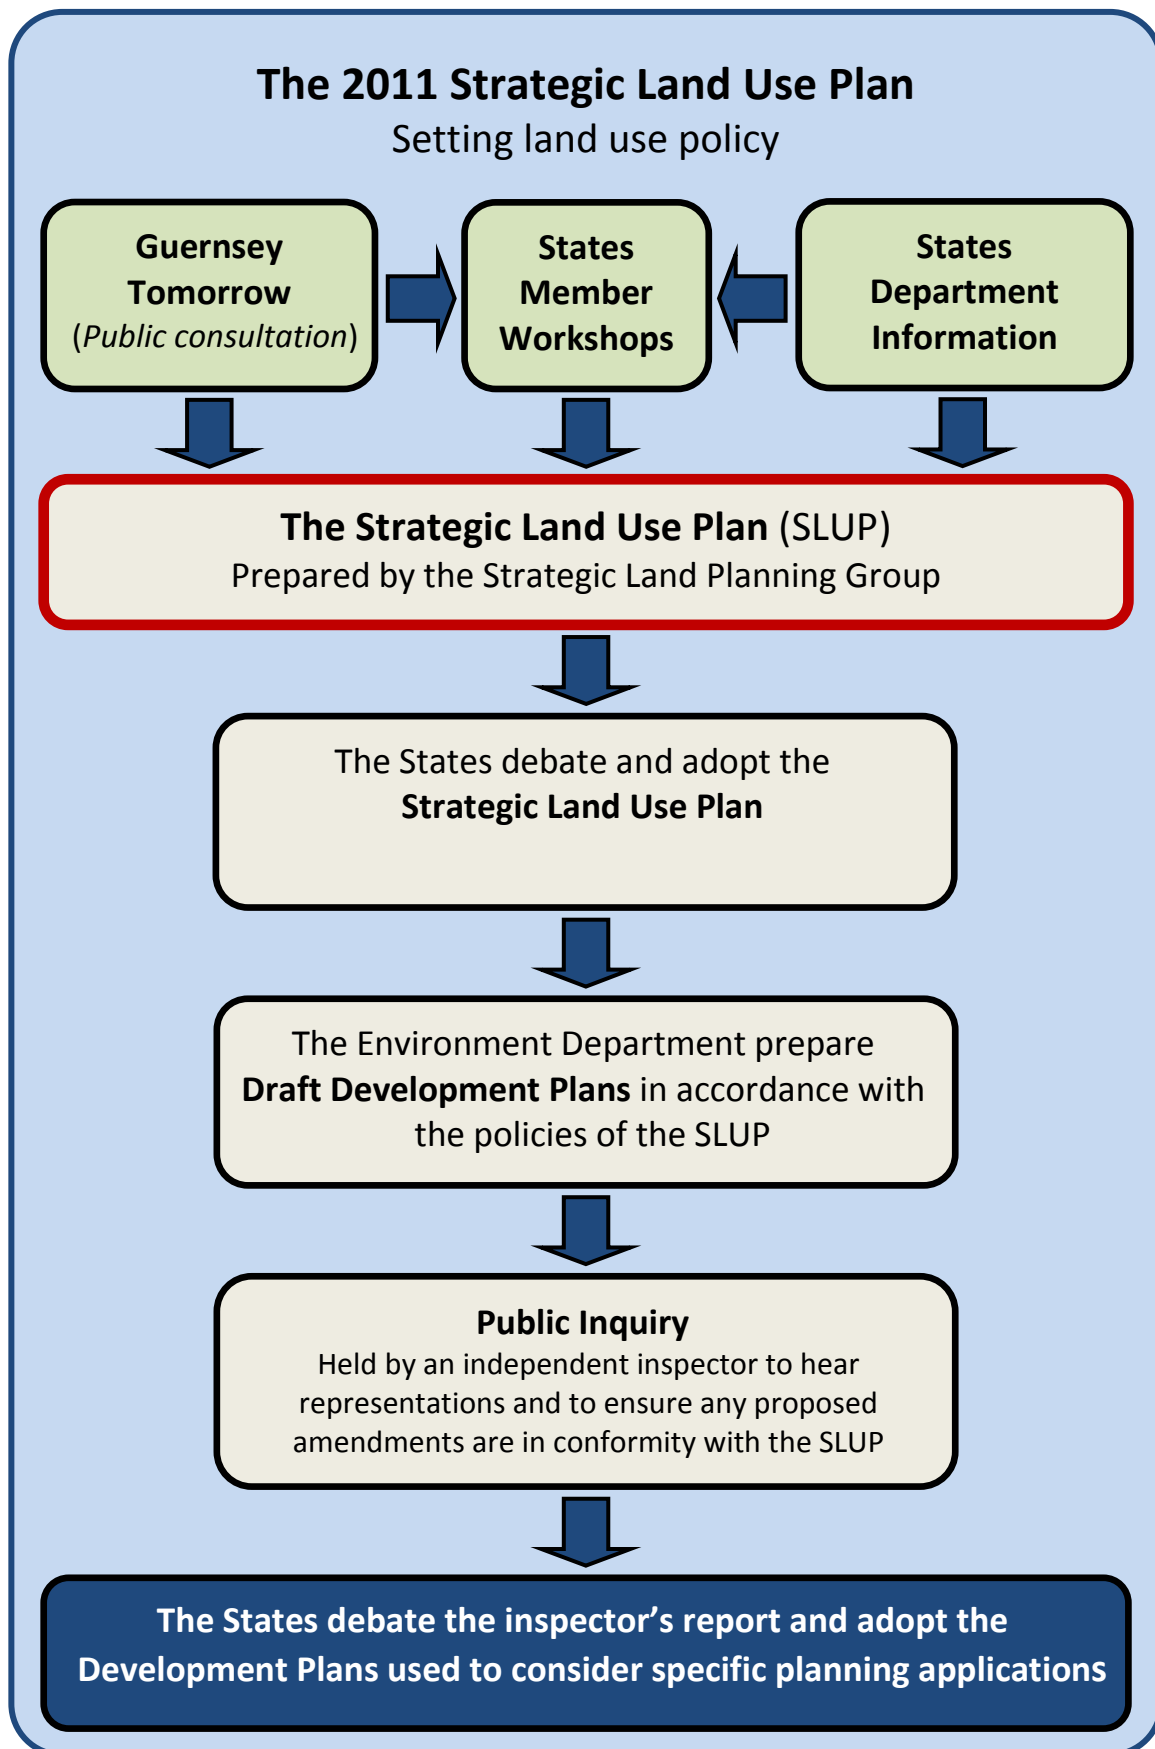 The 2011 Strategic Land Use Plan
Setting land use policy
Guernsey
Tomorrow
(Public consultation)
States
Member
Workshops
States
Department
Information
The Strategic Land Use Plan (SLUP)
Prepared by the Strategic Land Planning Group
The States debate and adopt the
Strategic Land Use Plan
The Environment Department prepare
Draft Development Plans in accordance with
the policies of the SLUP
Public Inquiry
Held by an independent inspector to hear
representations and to ensure any proposed
amendments are in conformity with the SLUP
The States debate the inspector’s report and adopt the
Development Plans used to consider specific planning applications